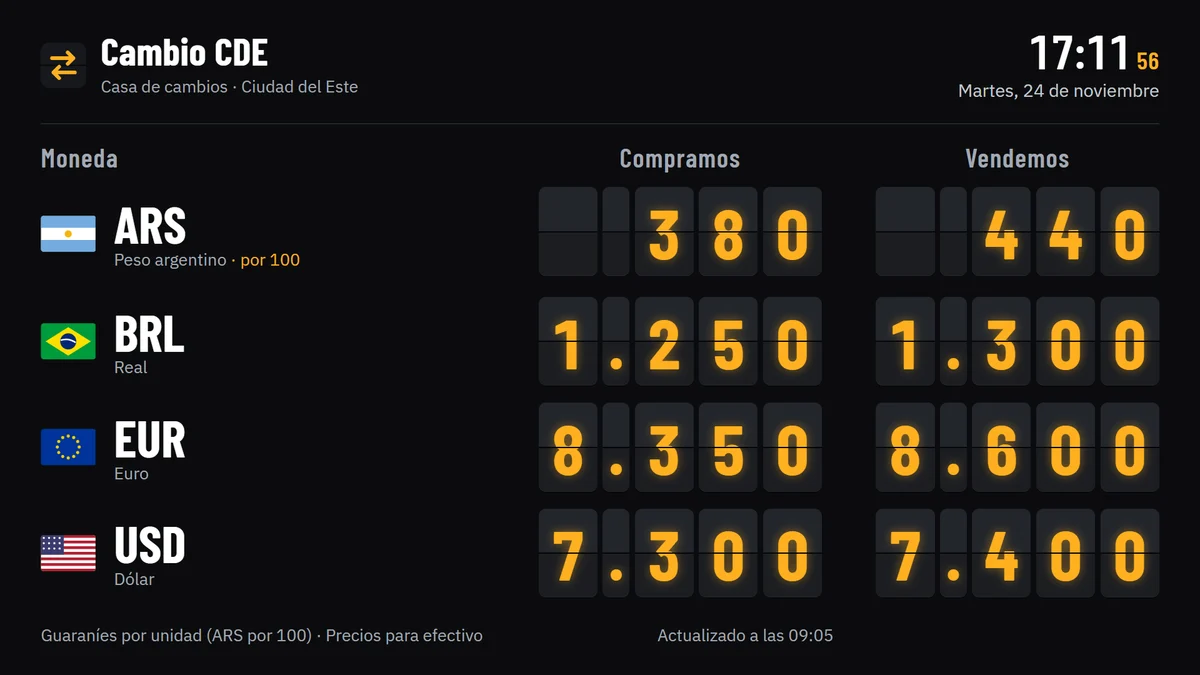 Cambio CDE
Casa de cambios · Ciudad del Este
17:11 56
Martes, 24 de noviembre
Moneda Compramos Vendemos
ARS 380 440
Peso argentino · por 100
BRL 1.250 1.300
Real
EUR 8.350 8.600
Euro
USD 7.300 7.400
Dólar
Guaraníes por unidad (ARS por 100) · Precios para efectivo
Actualizado a las 09:05